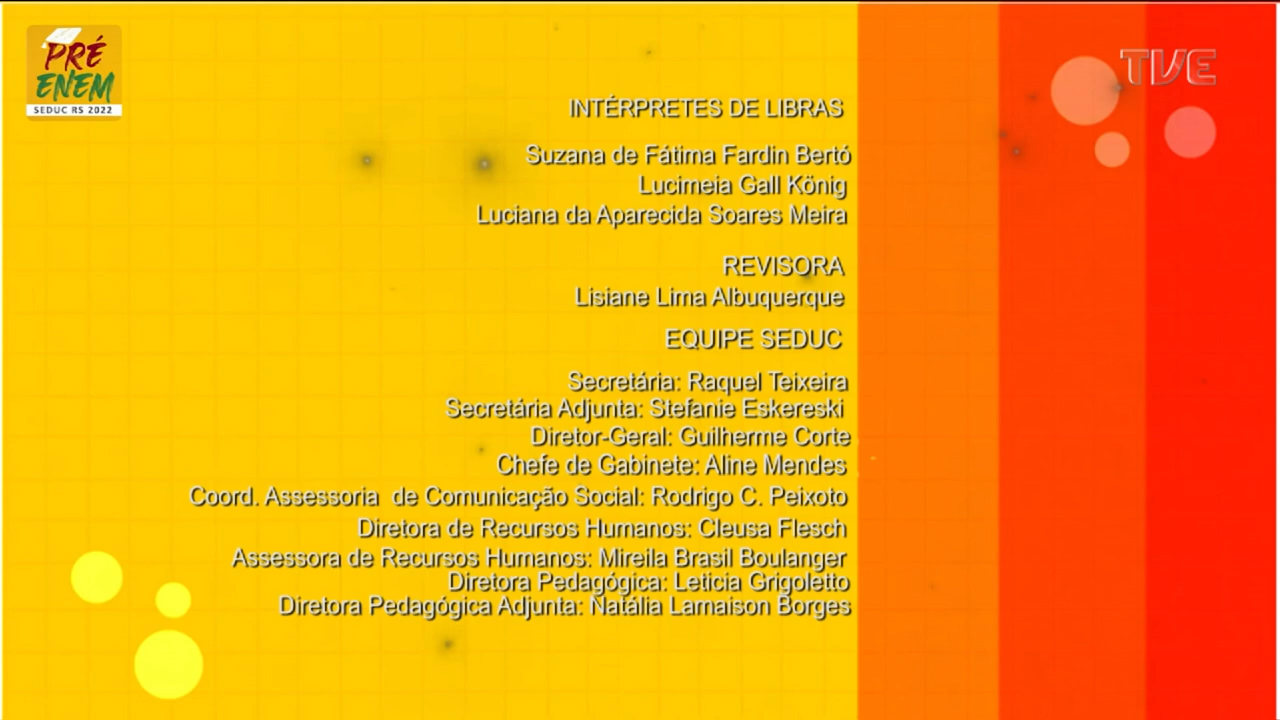 PRÉ
ENEM
SEDUC RS 2022
TVE
INTÉRPRETES DE LIBRAS
Suzana de Fátima Fardin Bertó
Lucimeia Gall König
Luciana da Aparecida Soares Meira
REVISORA
Lisiane Lima Albuquerque
EQUIPE SEDUC
Secretária: Raquel Teixeira
Secretária Adjunta: Stefanie Eskereski
Diretor-Geral: Guilherme Corte
Chefe de Gabinete: Aline Mendes
Coord. Assessoria  de Comunicação Social: Rodrigo C. Peixoto
Diretora de Recursos Humanos: Cleusa Flesch
Assessora de Recursos Humanos: Mireila Brasil Boulanger
Diretora Pedagógica: Leticia Grigoletto
Diretora Pedagógica Adjunta: Natália Lamaison Borges